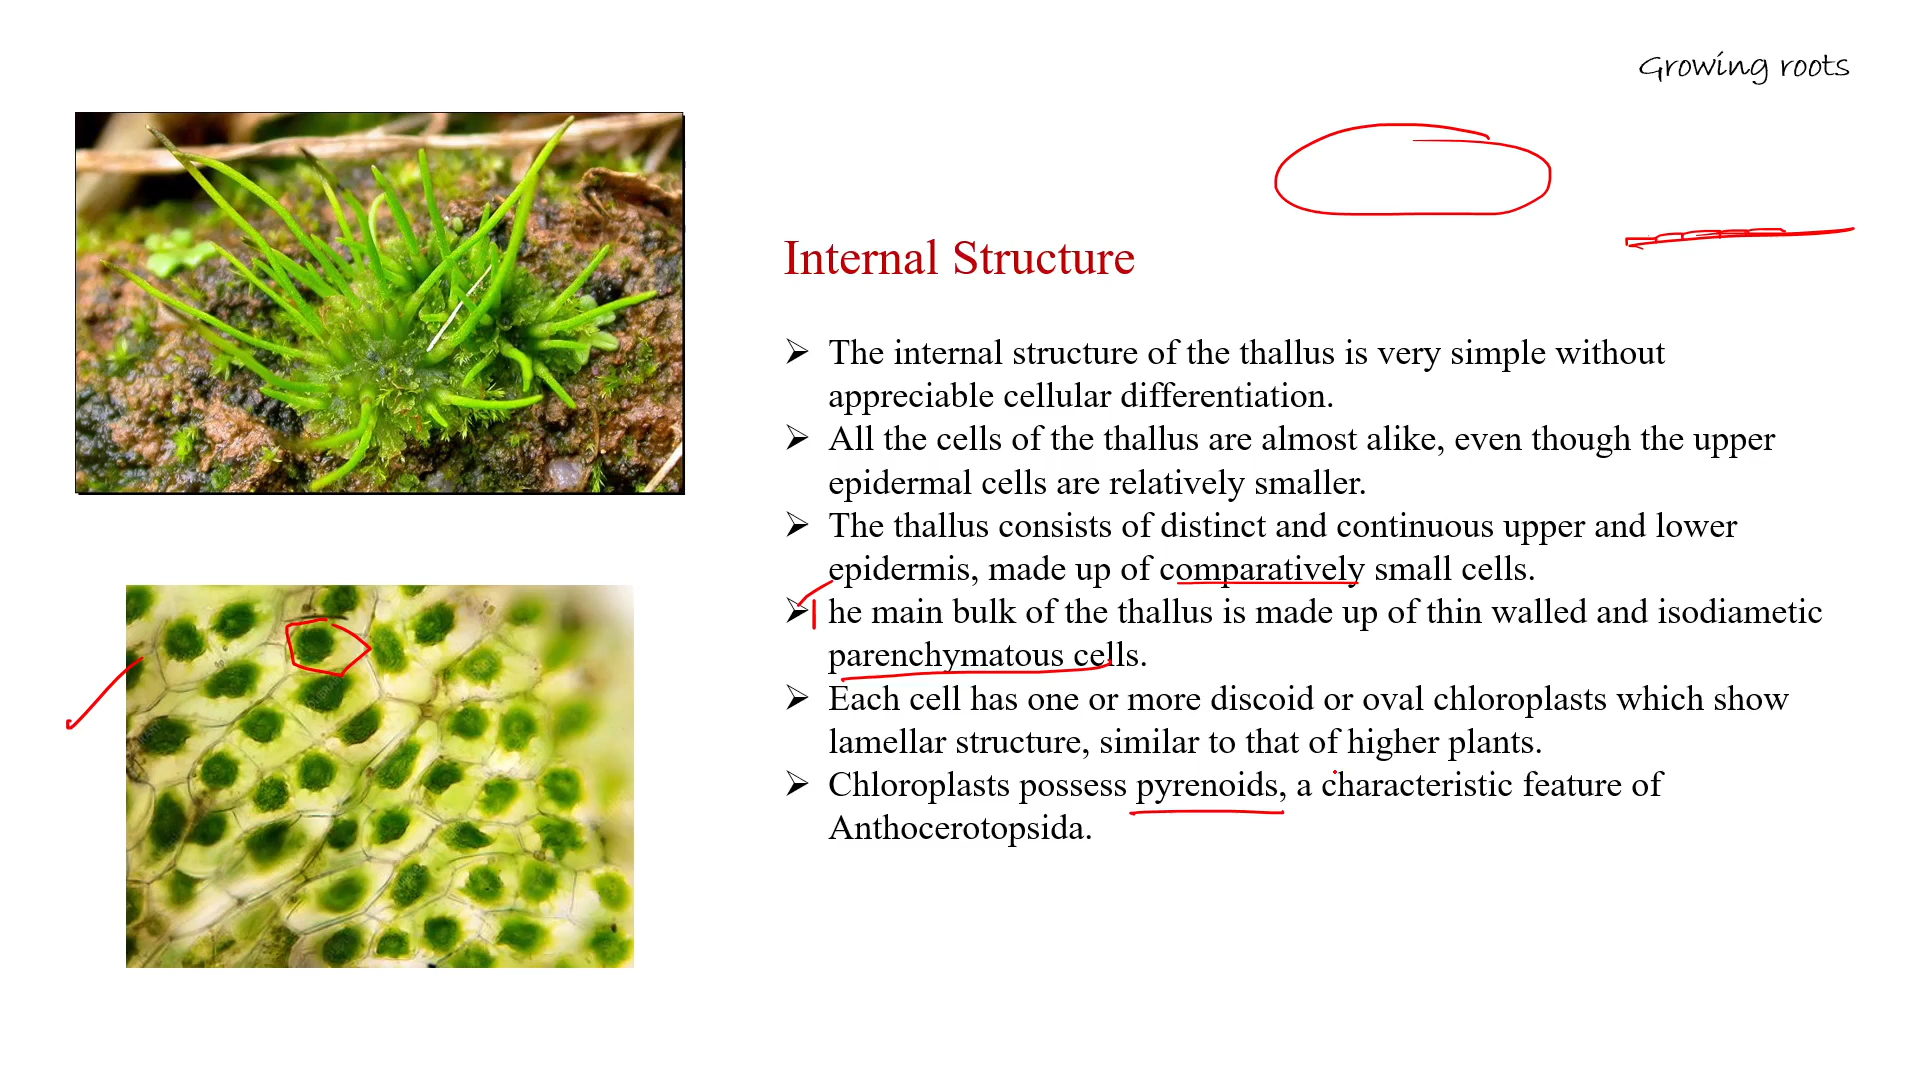 Growing roots
Internal Structure
➢ The internal structure of the thallus is very simple without
appreciable cellular differentiation.
➢ All the cells of the thallus are almost alike, even though the upper
epidermal cells are relatively smaller.
➢ The thallus consists of distinct and continuous upper and lower
epidermis, made up of comparatively small cells.
➢ he main bulk of the thallus is made up of thin walled and isodiametic
parenchymatous cells.
➢ Each cell has one or more discoid or oval chloroplasts which show
lamellar structure, similar to that of higher plants.
➢ Chloroplasts possess pyrenoids, a characteristic feature of
Anthocerotopsida.